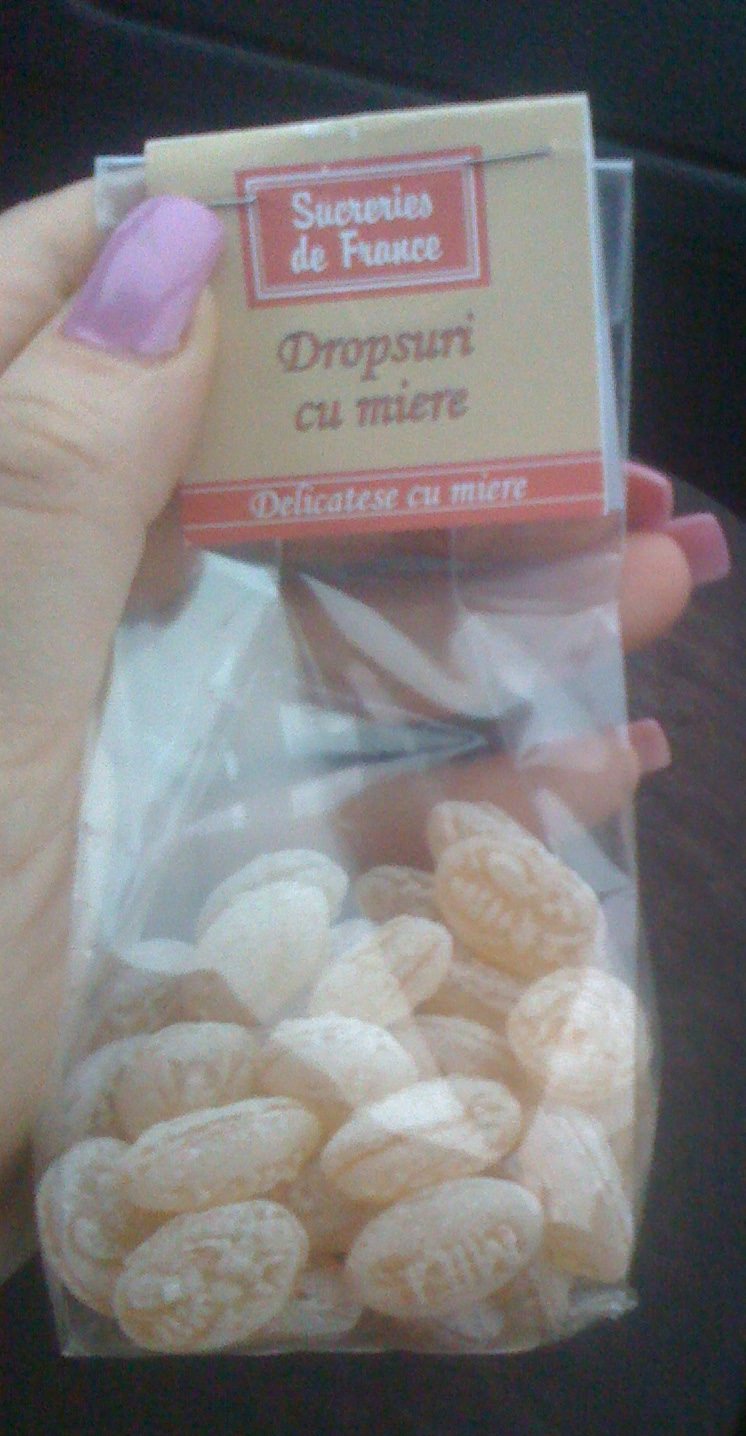 Sucreries
de France
Dropsuri
cu miere
Delicatese cu miere